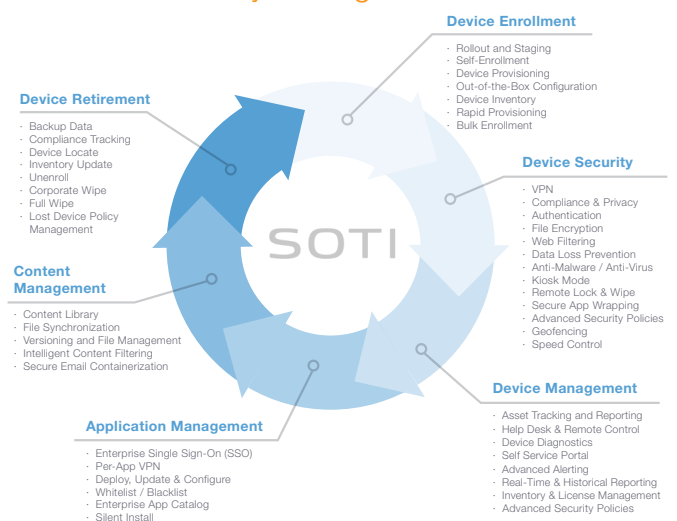 Device Enrollment
· Rollout and Staging
· Self-Enrollment
· Device Provisioning
· Out-of-the-Box Configuration
· Device Inventory
· Rapid Provisioning
· Bulk Enrollment
Device Security
· VPN
· Compliance & Privacy
· Authentication
· File Encryption
· Web Filtering
· Data Loss Prevention
· Anti-Malware / Anti-Virus
· Kiosk Mode
· Remote Lock & Wipe
· Secure App Wrapping
· Advanced Security Policies
· Geofencing
· Speed Control
Device Management
· Asset Tracking and Reporting
· Help Desk & Remote Control
· Device Diagnostics
· Self Service Portal
· Advanced Alerting
· Real-Time & Historical Reporting
· Inventory & License Management
· Advanced Security Policies
Application Management
· Enterprise Single Sign-On (SSO)
· Per-App VPN
· Deploy, Update & Configure
· Whitelist / Blacklist
· Enterprise App Catalog
· Silent Install
Content
Management
· Content Library
· File Synchronization
· Versioning and File Management
· Intelligent Content Filtering
· Secure Email Containerization
Device Retirement
· Backup Data
· Compliance Tracking
· Device Locate
· Inventory Update
· Unenroll
· Corporate Wipe
· Full Wipe
· Lost Device Policy
Management
SOTI